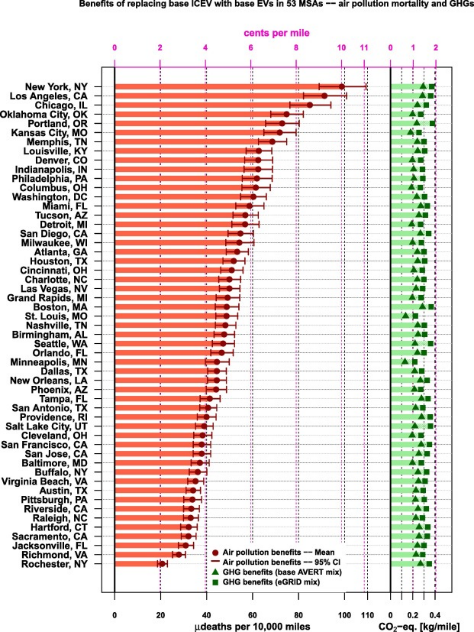 Benefits of replacing base ICEV with base EVs in 53 MSAs −− air pollution mortality and GHGs
cents per mile
0 2 4 6 8 10 11 0 1 2
New York, NY
Los Angeles, CA
Chicago, IL
Oklahoma City, OK
Portland, OR
Kansas City, MO
Memphis, TN
Louisville, KY
Denver, CO
Indianapolis, IN
Philadelphia, PA
Columbus, OH
Washington, DC
Miami, FL
Tucson, AZ
Detroit, MI
San Diego, CA
Milwaukee, WI
Atlanta, GA
Houston, TX
Cincinnati, OH
Charlotte, NC
Las Vegas, NV
Grand Rapids, MI
Boston, MA
St. Louis, MO
Nashville, TN
Birmingham, AL
Seattle, WA
Orlando, FL
Minneapolis, MN
Dallas, TX
New Orleans, LA
Phoenix, AZ
Tampa, FL
San Antonio, TX
Providence, RI
Salt Lake City, UT
Cleveland, OH
San Francisco, CA
San Jose, CA
Baltimore, MD
Buffalo, NY
Virginia Beach, VA
Austin, TX
Pittsburgh, PA
Riverside, CA
Raleigh, NC
Hartford, CT
Sacramento, CA
Jacksonville, FL
Richmond, VA
Rochester, NY
Air pollution benefits −− Mean
Air pollution benefits −− 95% CI
GHG benefits (base AVERT mix)
GHG benefits (eGRID mix)
0 20 40 60 80 100 110 0 0.2 0.4
μdeaths per 10,000 miles
CO₂−eq. [kg/mile]